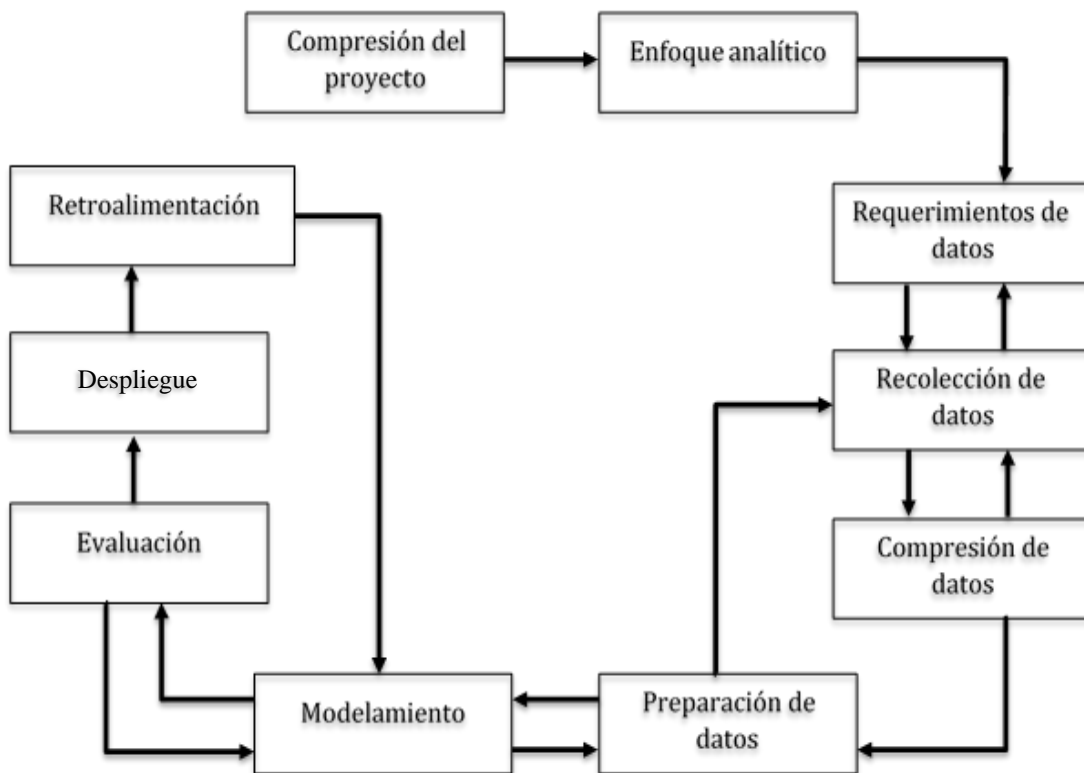 Compresión del
proyecto
Enfoque analítico
Requerimientos de
datos
Recolección de
datos
Compresión de
datos
Preparación de
datos
Modelamiento
Evaluación
Despliegue
Retroalimentación